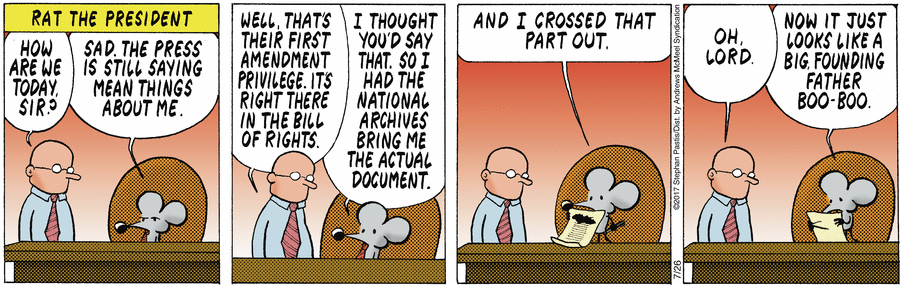 RAT THE PRESIDENT
HOW
ARE WE
TODAY,
SIR?
SAD. THE PRESS
IS STILL SAYING
MEAN THINGS
ABOUT ME.
WELL, THAT'S
THEIR FIRST
AMENDMENT
PRIVILEGE. IT'S
RIGHT THERE
IN THE BILL
OF RIGHTS.
I THOUGHT
YOU'D SAY
THAT. SO I
HAD THE
NATIONAL
ARCHIVES
BRING ME
THE ACTUAL
DOCUMENT.
AND I CROSSED THAT
PART OUT.
©2017 Stephan Pastis/Dist. by Andrews McMeel Syndication
7/26
OH,
LORD.
NOW IT JUST
LOOKS LIKE A
BIG, FOUNDING
FATHER
BOO-BOO.